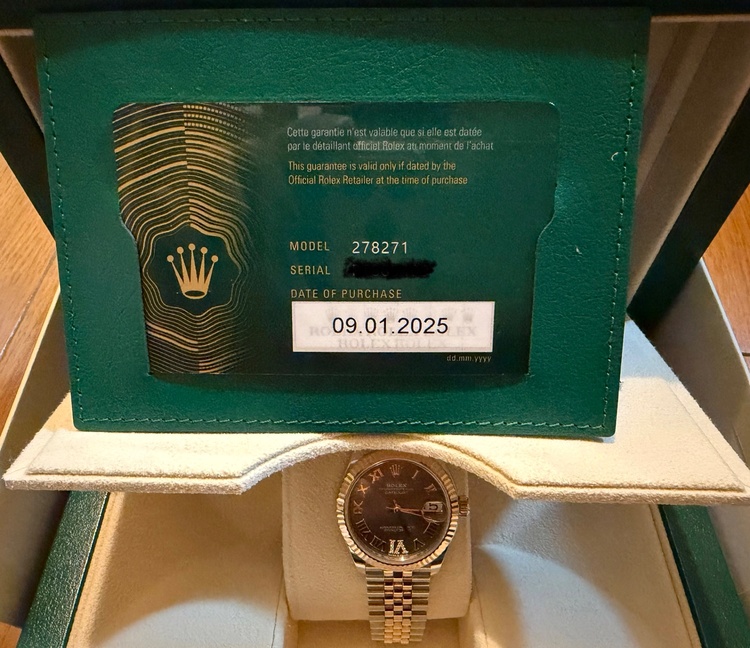 Cette garantie n'est valable que si elle est datée
par le détaillant officiel Rolex au moment de l'achat
This guarantee is valid only if dated by the
Official Rolex Retailer at the time of purchase
MODEL 278271
SERIAL
DATE OF PURCHASE
09.01.2025
dd.mm.yyyy
ROLEX
VI